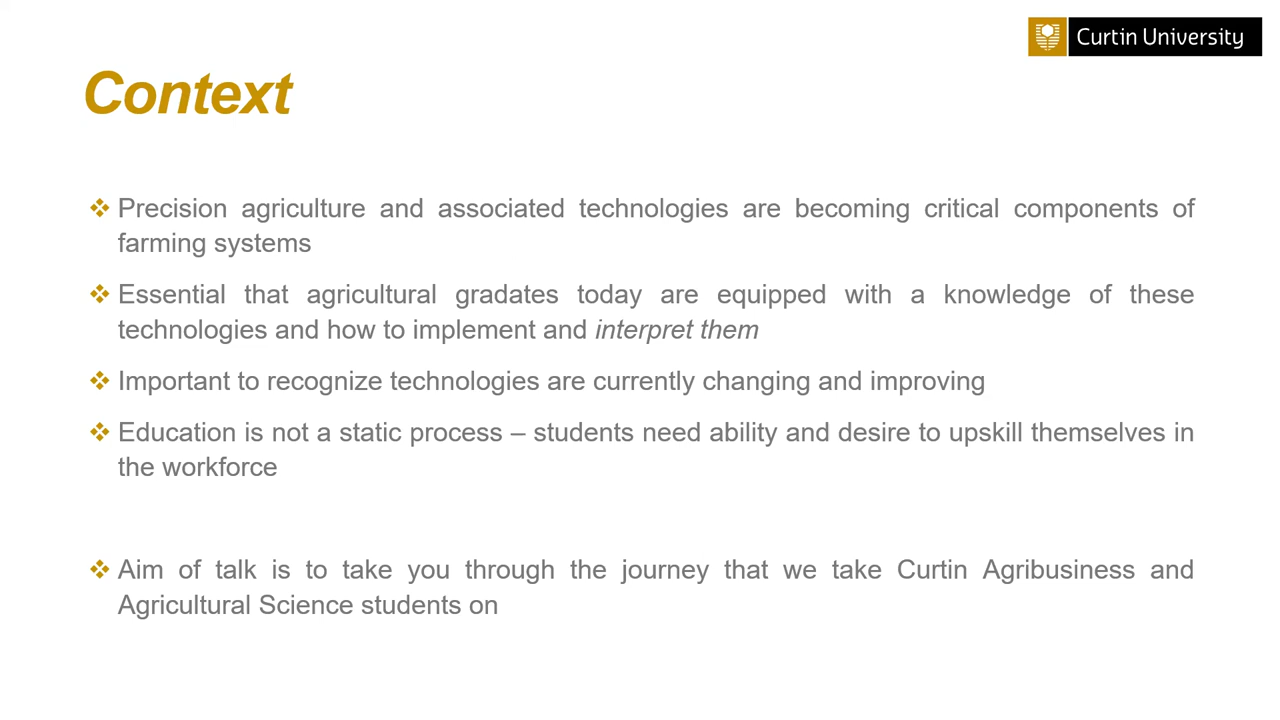 Curtin University
Context
❖ Precision agriculture and associated technologies are becoming critical components of
farming systems
❖ Essential that agricultural gradates today are equipped with a knowledge of these
technologies and how to implement and interpret them
❖ Important to recognize technologies are currently changing and improving
❖ Education is not a static process – students need ability and desire to upskill themselves in
the workforce
❖ Aim of talk is to take you through the journey that we take Curtin Agribusiness and
Agricultural Science students on